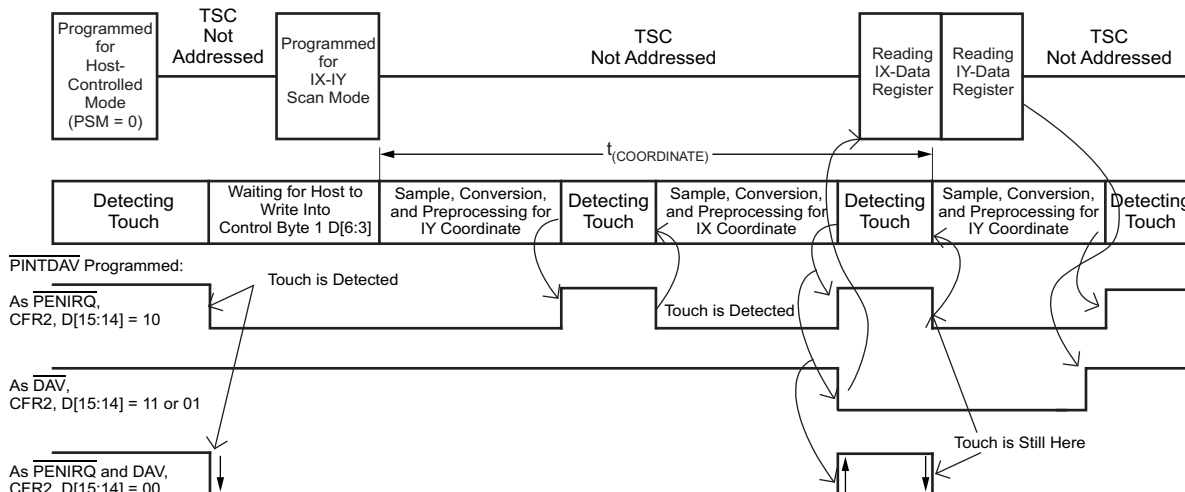 Programmed
for
Host-
Controlled
Mode
(PSM = 0)
TSC
Not
Addressed
Programmed
for
IX-IY
Scan Mode
TSC
Not Addressed
Reading
IX-Data
Register
Reading
IY-Data
Register
TSC
Not Addressed
t(COORDINATE)
Detecting
Touch
Waiting for Host to
Write Into
Control Byte 1 D[6:3]
Sample, Conversion,
and Preprocessing for
IY Coordinate
Detecting
Touch
Sample, Conversion,
and Preprocessing for
IX Coordinate
Detecting
Touch
Sample, Conversion,
and Preprocessing for
IY Coordinate
Detecting
Touch
PINTDAV Programmed:
Touch is Detected
As PENIRQ,
CFR2, D[15:14] = 10
Touch is Detected
As DAV,
CFR2, D[15:14] = 11 or 01
Touch is Still Here
As PENIRQ and DAV,
CFR2, D[15:14] = 00